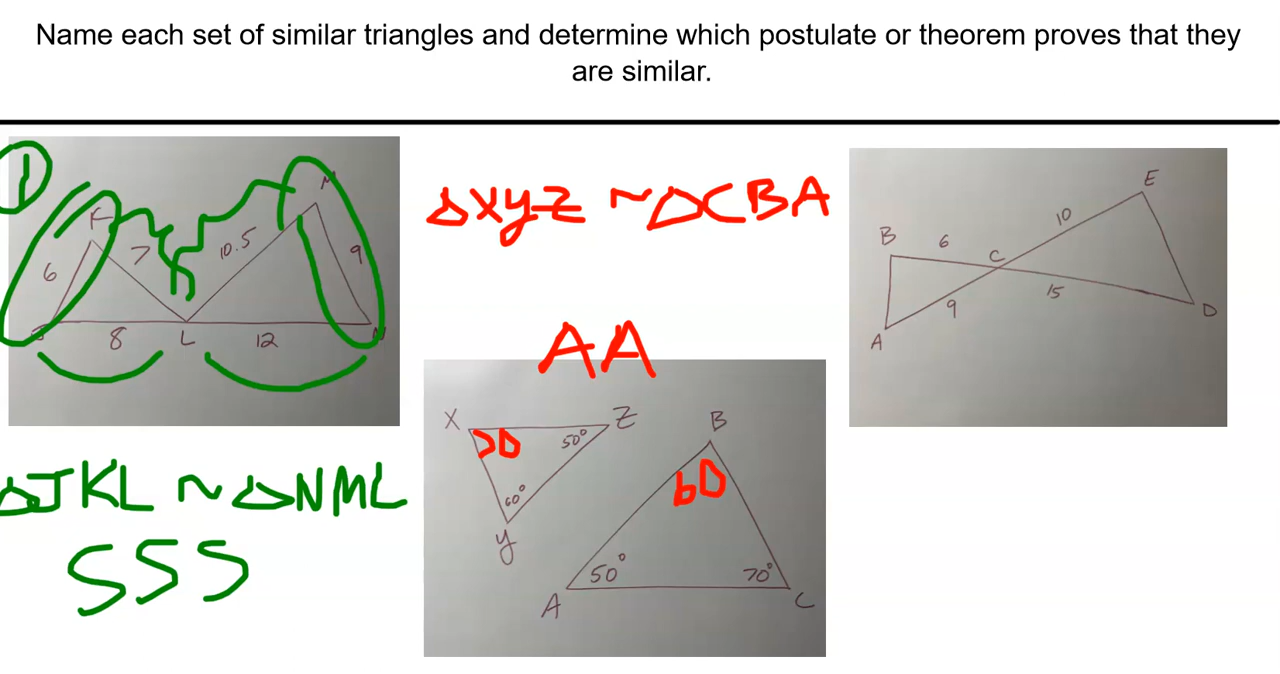 Name each set of similar triangles and determine which postulate or theorem proves that they
are similar.
1
K
M
6
7
10.5
9
8
L
12
N
△JKL ~ △NML
SSS
△XYZ ~ △CBA
AA
X
Z
50°
60°
Y
B
60
50°
70°
A
C
E
10
B
6
C
15
9
A
D